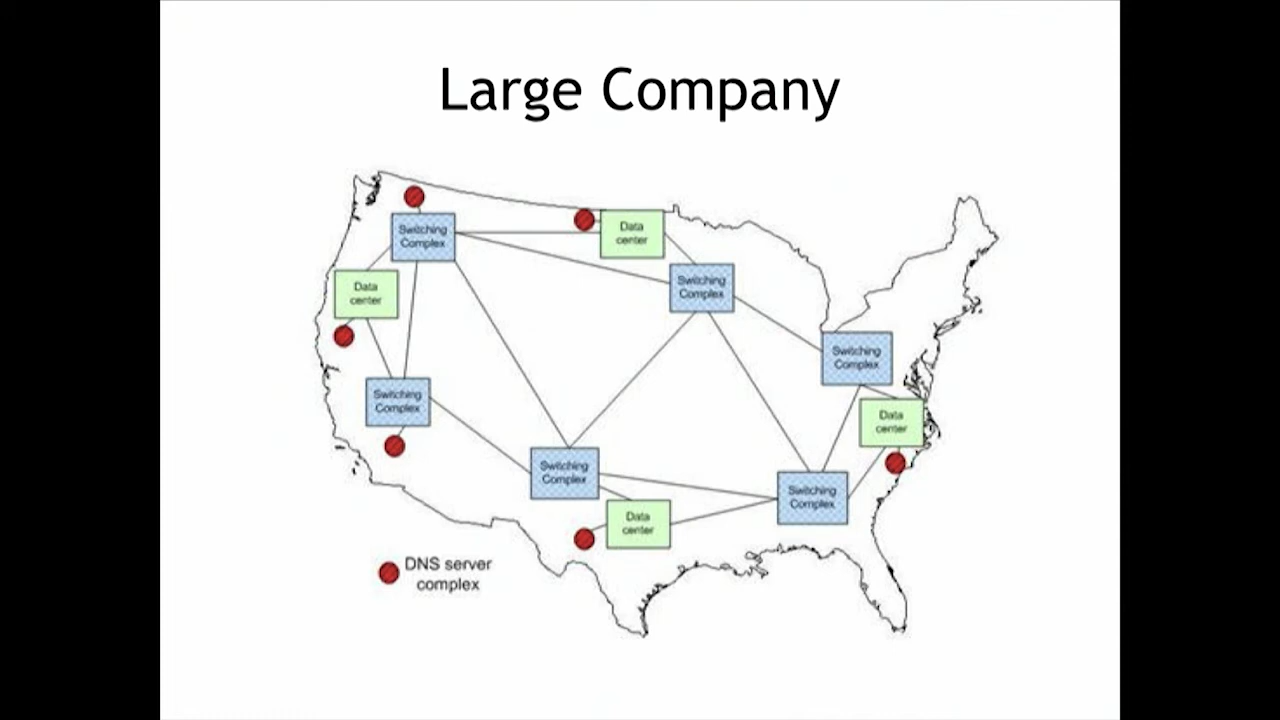 Large Company
Switching
Complex
Data
center
Data
center
Switching
Complex
Switching
Complex
Switching
Complex
Data
center
Switching
Complex
Switching
Complex
Data
center
DNS server
complex